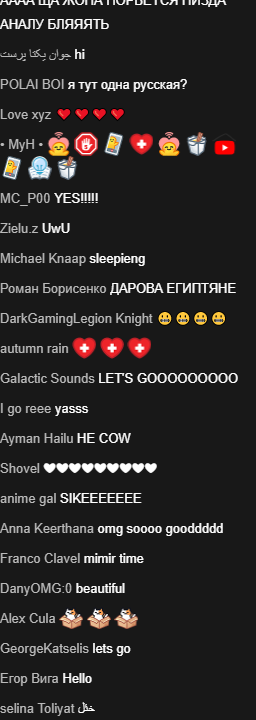 АААА ЩА ЖОПА ПОРВЕТСЯ ПИЗДА
АНАЛУ БЛЯЯЯТЬ
جوان یکتا پرست hi
POLAI BOI я тут одна русская?
Love xyz ❤️❤️❤️❤️
• MyH •
MC_P00 YES!!!!!
Zielu.z UwU
Michael Knaap sleepieng
Роман Борисенко ДАРОВА ЕГИПТЯНЕ
DarkGamingLegion Knight 😬😬😬😬
autumn rain
Galactic Sounds LET'S GOOOOOOOOO
I go reee yasss
Ayman Hailu HE COW
Shovel 🤍🤍🤍🤍🤍🤍🤍🤍🤍
anime gal SIKEEEEEEE
Anna Keerthana omg soooo gooddddd
Franco Clavel mimir time
DanyOMG:0 beautiful
Alex Cula
GeorgeKatselis lets go
Егор Вига Hello
selina Toliyat